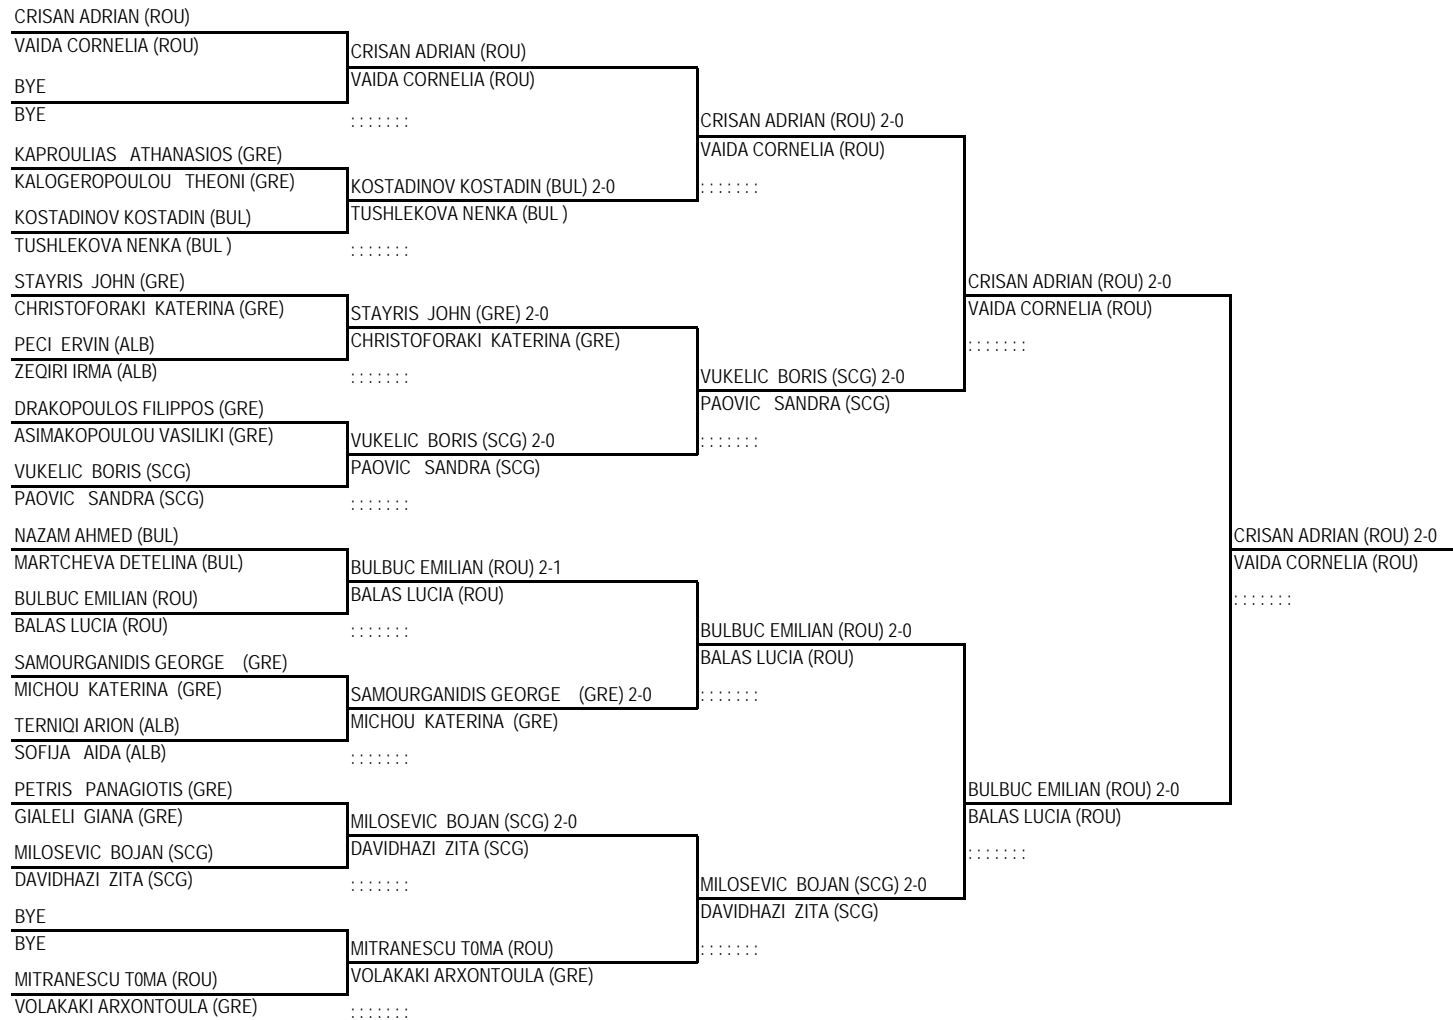 CRISAN ADRIAN (ROU)
VAIDA CORNELIA (ROU)
BYE
BYE
KAPROULIAS ATHANASIOS (GRE)
KALOGEROPOULOU THEONI (GRE)
KOSTADINOV KOSTADIN (BUL)
TUSHLEKOVA NENKA (BUL )
STAYRIS JOHN (GRE)
CHRISTOFORAKI KATERINA (GRE)
PECI ERVIN (ALB)
ZEQIRI IRMA (ALB)
DRAKOPOULOS FILIPPOS (GRE)
ASIMAKOPOULOU VASILIKI (GRE)
VUKELIC BORIS (SCG)
PAOVIC SANDRA (SCG)
NAZAM AHMED (BUL)
MARTCHEVA DETELINA (BUL)
BULBUC EMILIAN (ROU)
BALAS LUCIA (ROU)
SAMOURGANIDIS GEORGE (GRE)
MICHOU KATERINA (GRE)
TERNIQI ARION (ALB)
SOFIJA AIDA (ALB)
PETRIS PANAGIOTIS (GRE)
GIALELI GIANA (GRE)
MILOSEVIC BOJAN (SCG)
DAVIDHAZI ZITA (SCG)
BYE
BYE
MITRANESCU T0MA (ROU)
VOLAKAKI ARXONTOULA (GRE)
CRISAN ADRIAN (ROU)
VAIDA CORNELIA (ROU)
: : : : : : :
KOSTADINOV KOSTADIN (BUL) 2-0
TUSHLEKOVA NENKA (BUL )
: : : : : : :
STAYRIS JOHN (GRE) 2-0
CHRISTOFORAKI KATERINA (GRE)
: : : : : : :
VUKELIC BORIS (SCG) 2-0
PAOVIC SANDRA (SCG)
: : : : : : :
BULBUC EMILIAN (ROU) 2-1
BALAS LUCIA (ROU)
: : : : : : :
SAMOURGANIDIS GEORGE (GRE) 2-0
MICHOU KATERINA (GRE)
: : : : : : :
MILOSEVIC BOJAN (SCG) 2-0
DAVIDHAZI ZITA (SCG)
: : : : : : :
MITRANESCU T0MA (ROU)
VOLAKAKI ARXONTOULA (GRE)
: : : : : : :
CRISAN ADRIAN (ROU) 2-0
VAIDA CORNELIA (ROU)
: : : : : : :
VUKELIC BORIS (SCG) 2-0
PAOVIC SANDRA (SCG)
: : : : : : :
BULBUC EMILIAN (ROU) 2-0
BALAS LUCIA (ROU)
: : : : : : :
MILOSEVIC BOJAN (SCG) 2-0
DAVIDHAZI ZITA (SCG)
: : : : : : :
CRISAN ADRIAN (ROU) 2-0
VAIDA CORNELIA (ROU)
: : : : : : :
BULBUC EMILIAN (ROU) 2-0
BALAS LUCIA (ROU)
: : : : : : :
CRISAN ADRIAN (ROU) 2-0
VAIDA CORNELIA (ROU)
: : : : : : :